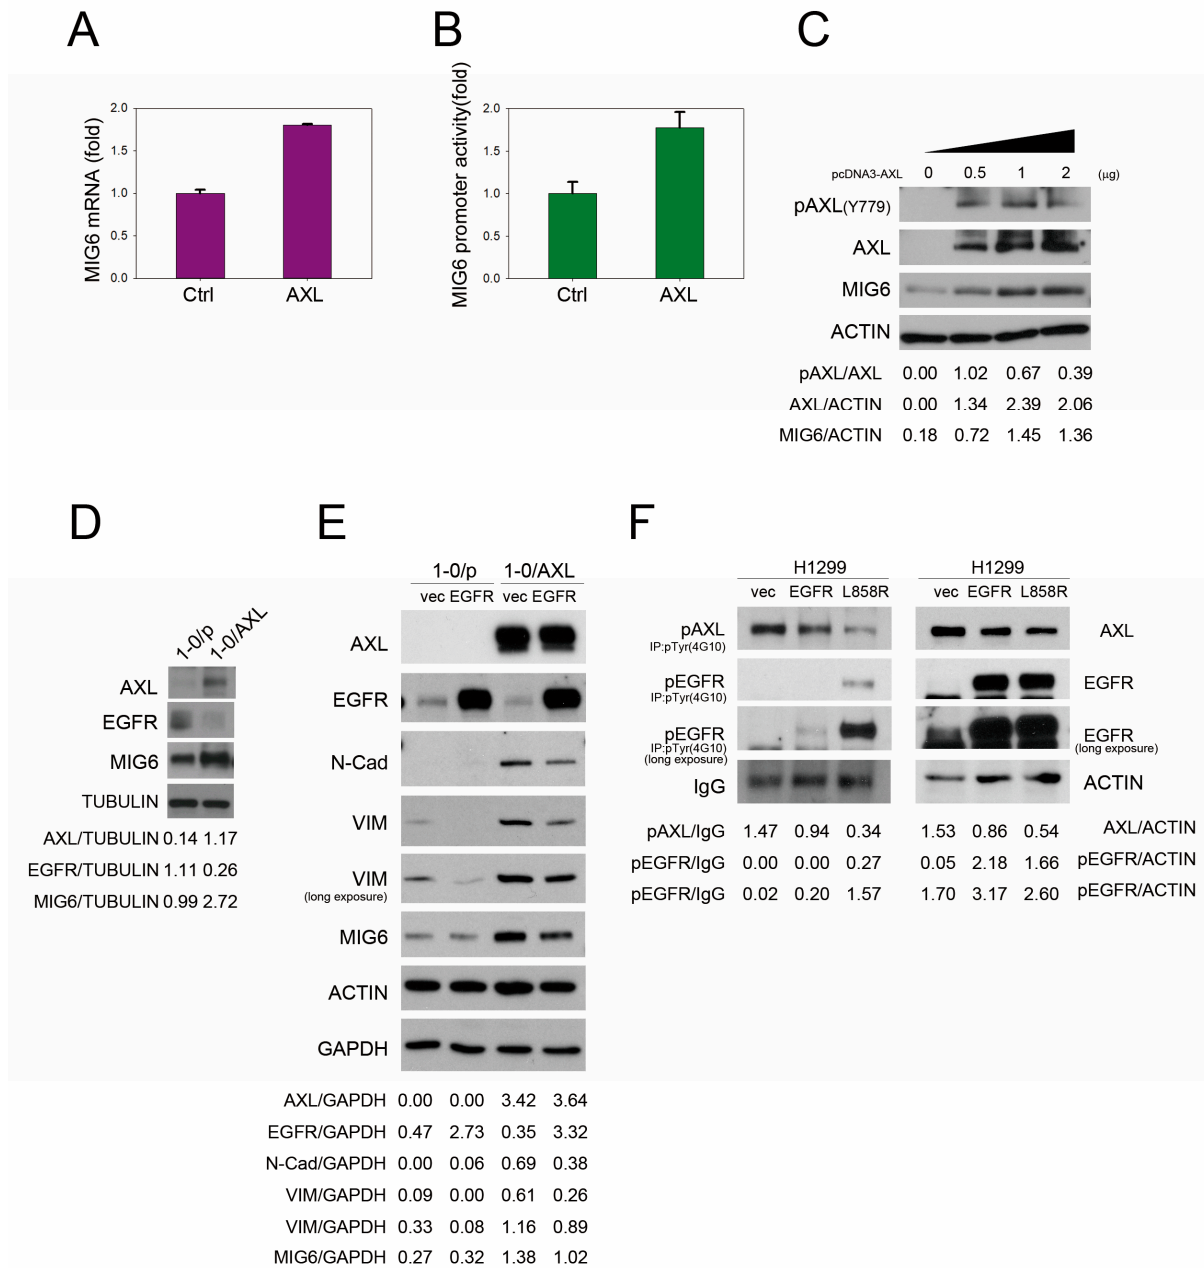 A
B
C
MIG6 mRNA (fold)
2.0
1.5
1.0
0.5
0.0
Ctrl AXL
MIG6 promoter activity(fold)
2.0
1.5
1.0
0.5
0.0
Ctrl AXL
pcDNA3-AXL 0 0.5 1 2 (μg)
pAXL(Y779)
AXL
MIG6
ACTIN
pAXL/AXL 0.00 1.02 0.67 0.39
AXL/ACTIN 0.00 1.34 2.39 2.06
MIG6/ACTIN 0.18 0.72 1.45 1.36
D
1-0/p 1-0/AXL
AXL
EGFR
MIG6
TUBULIN
AXL/TUBULIN 0.14 1.17
EGFR/TUBULIN 1.11 0.26
MIG6/TUBULIN 0.99 2.72
E
1-0/p 1-0/AXL
vec EGFR vec EGFR
AXL
EGFR
N-Cad
VIM
VIM
(long exposure)
MIG6
ACTIN
GAPDH
AXL/GAPDH 0.00 0.00 3.42 3.64
EGFR/GAPDH 0.47 2.73 0.35 3.32
N-Cad/GAPDH 0.00 0.06 0.69 0.38
VIM/GAPDH 0.09 0.00 0.61 0.26
VIM/GAPDH 0.33 0.08 1.16 0.89
MIG6/GAPDH 0.27 0.32 1.38 1.02
F
H1299 H1299
vec EGFR L858R vec EGFR L858R
pAXL AXL
IP:pTyr(4G10)
pEGFR EGFR
IP:pTyr(4G10)
pEGFR EGFR
IP:pTyr(4G10) (long exposure)
(long exposure)
IgG ACTIN
pAXL/IgG 1.47 0.94 0.34 1.53 0.86 0.54 AXL/ACTIN
pEGFR/IgG 0.00 0.00 0.27 0.05 2.18 1.66 pEGFR/ACTIN
pEGFR/IgG 0.02 0.20 1.57 1.70 3.17 2.60 pEGFR/ACTIN